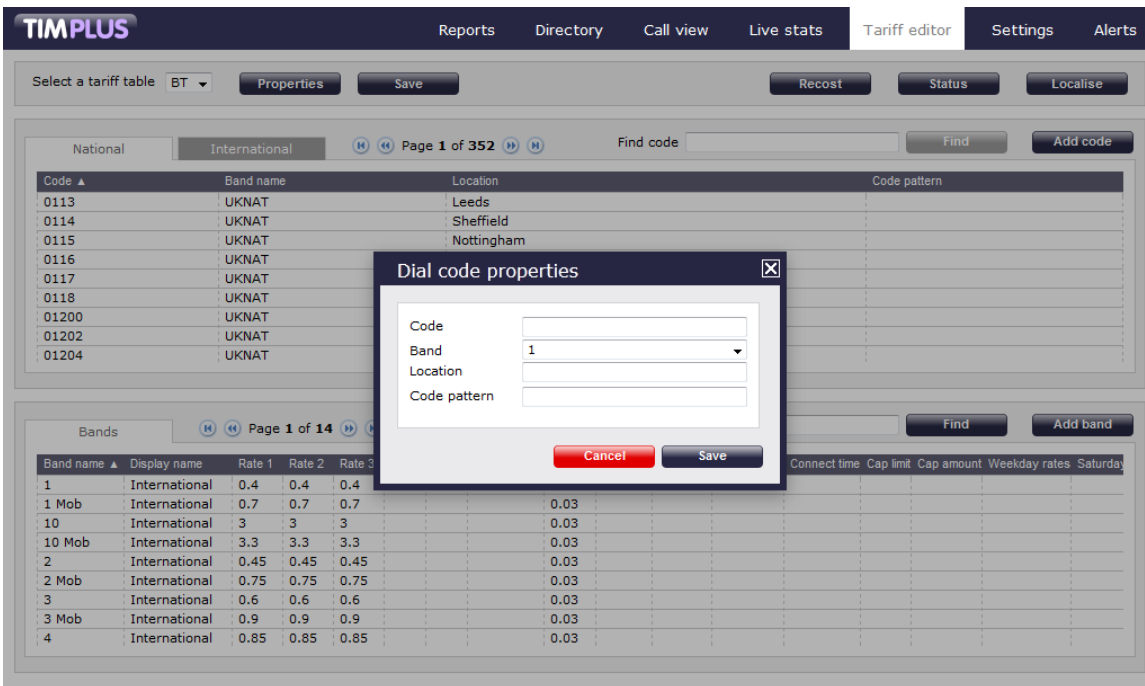 TIMPLUS Reports Directory Call view Live stats Tariff editor Settings Alerts
Select a tariff table BT Properties Save Recost Status Localise
National International Page 1 of 352 Find code Find Add code
Code ▲ Band name Location Code pattern
0113 UKNAT Leeds
0114 UKNAT Sheffield
0115 UKNAT Nottingham
0116 UKNAT
0117 UKNAT
0118 UKNAT
01200 UKNAT
01202 UKNAT
01204 UKNAT
Dial code properties
Code
Band 1
Location
Code pattern
Cancel Save
Bands Page 1 of 14 Find Add band
Band name ▲ Display name Rate 1 Rate 2 Rate 3 Connect time Cap limit Cap amount Weekday rates Saturday
1 International 0.4 0.4 0.4
1 Mob International 0.7 0.7 0.7 0.03
10 International 3 3 3 0.03
10 Mob International 3.3 3.3 3.3 0.03
2 International 0.45 0.45 0.45 0.03
2 Mob International 0.75 0.75 0.75 0.03
3 International 0.6 0.6 0.6 0.03
3 Mob International 0.9 0.9 0.9 0.03
4 International 0.85 0.85 0.85 0.03